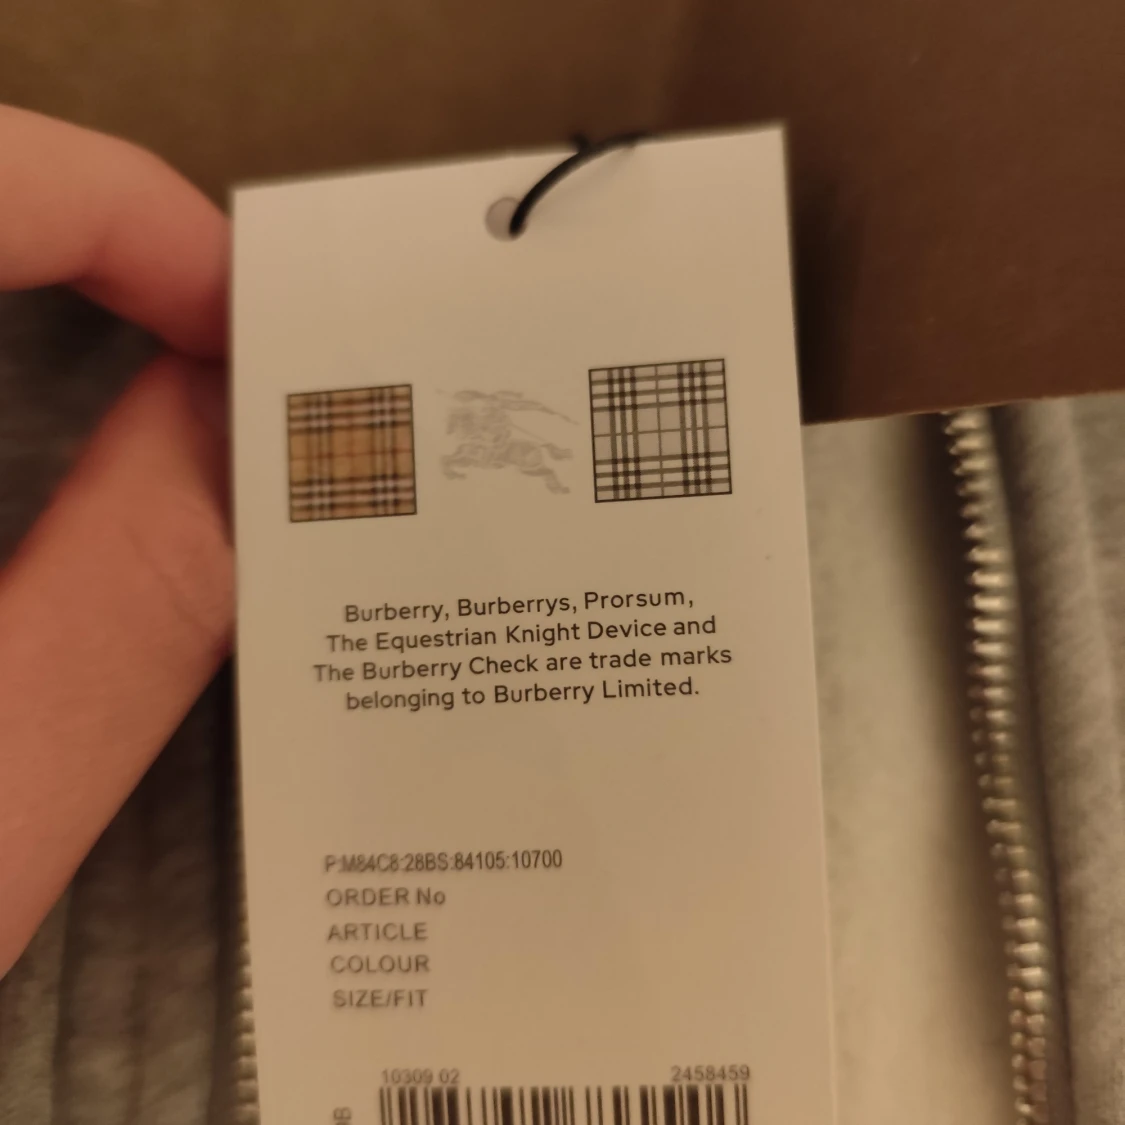 Burberry, Burberrys, Prorsum,
The Equestrian Knight Device and
The Burberry Check are trade marks
belonging to Burberry Limited.
P:M84C8:28BS:84105:10700
ORDER No
ARTICLE
COLOUR
SIZE/FIT
10309 02 2458459